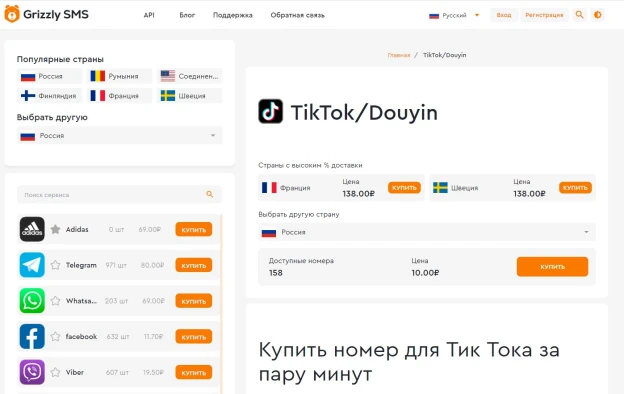 Grizzly SMS
API
Блог
Поддержка
Обратная связь
Русский
Вход
Регистрация
Популярные страны
Россия
Румыния
Соединен...
Финляндия
Франция
Швеция
Выбрать другую
Россия
Поиск сервиса
Adidas
0 шт
69.00₽
КУПИТЬ
Telegram
971 шт
80.00₽
КУПИТЬ
Whatsa...
203 шт
69.00₽
КУПИТЬ
facebook
632 шт
11.70₽
КУПИТЬ
Viber
607 шт
19.50₽
КУПИТЬ
Главная / TikTok/Douyin
TikTok/Douyin
Страны с высоким % доставки
Франция
Цена
138.00₽
КУПИТЬ
Швеция
Цена
138.00₽
КУПИТЬ
Выбрать другую страну
Россия
Доступные номера
158
Цена
10.00₽
КУПИТЬ
Купить номер для Тик Тока за
пару минут